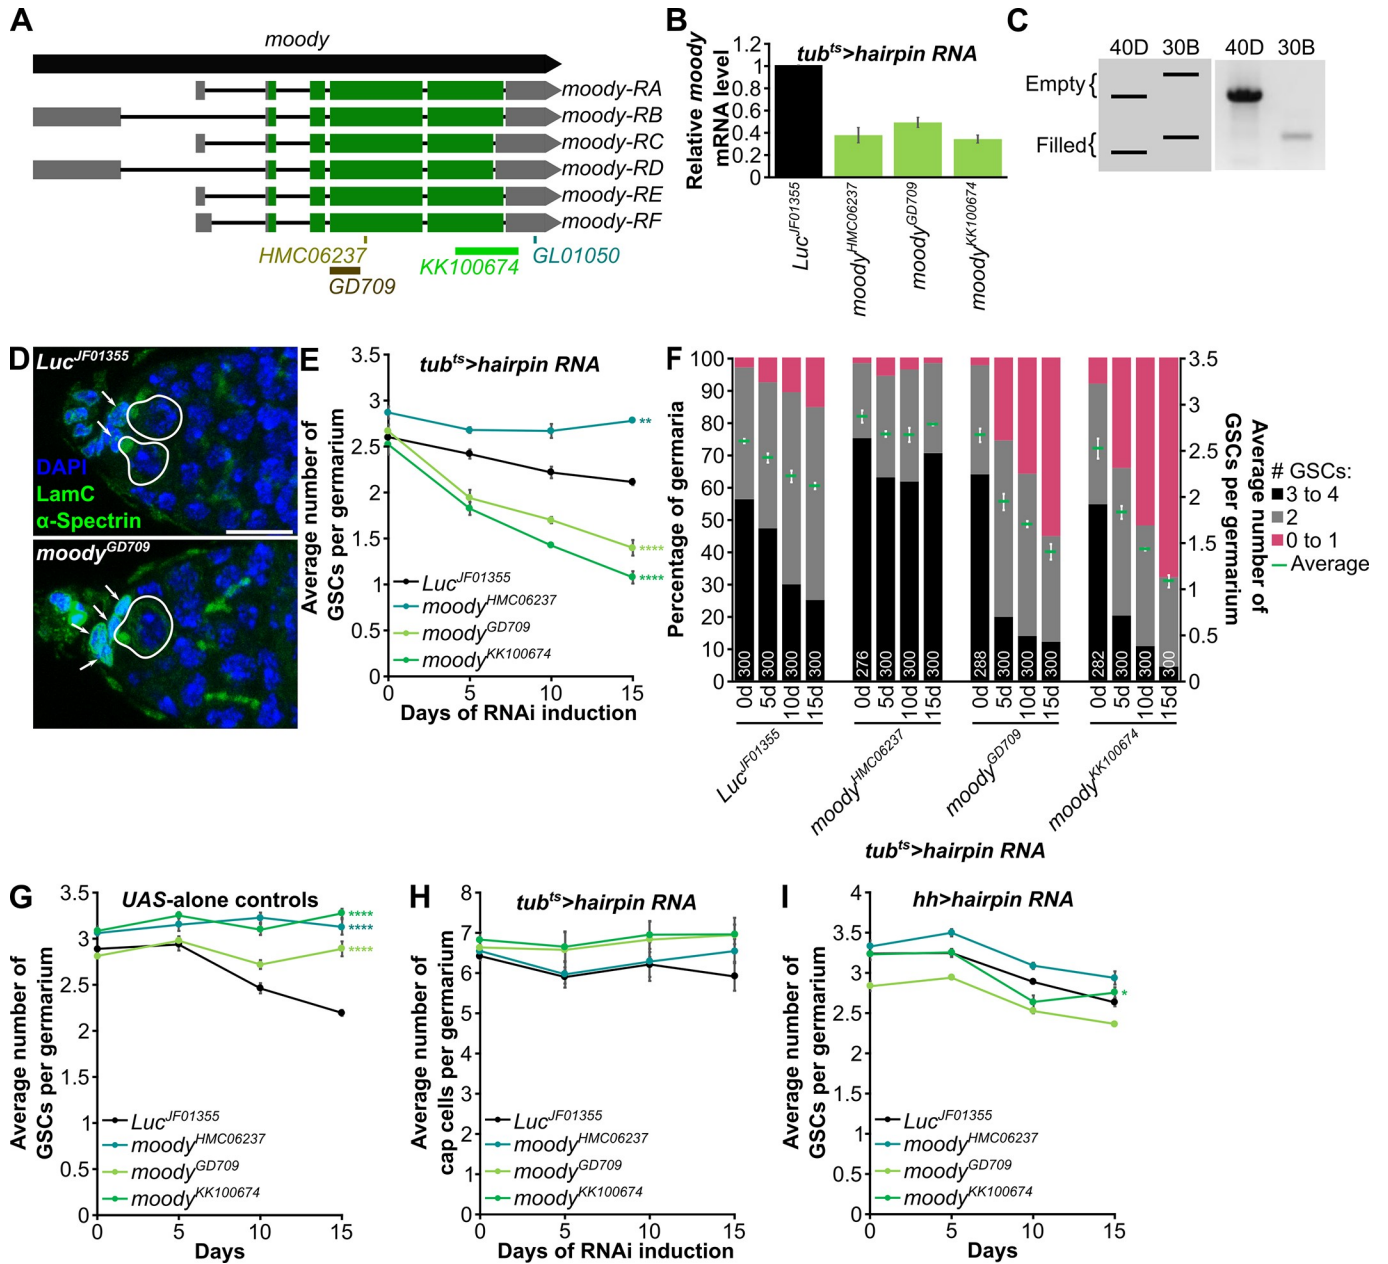 A
moody
moody-RA
moody-RB
moody-RC
moody-RD
moody-RE
moody-RF
HMC06237
GD709
KK100674
GL01050
B
Relative moody
mRNA level
tubts>hairpin RNA
1.2
1
0.8
0.6
0.4
0.2
0
LucJF01355
moodyHMC06237
moodyGD709
moodyKK100674
C
40D 30B 40D 30B
Empty{
Filled{
D
LucJF01355
DAPI
LamC
α-Spectrin
moodyGD709
E
tubts>hairpin RNA
Average number of
GSCs per germarium
3.5
3
2.5
2
1.5
1
0.5
0
**
****
****
LucJF01355
moodyHMC06237
moodyGD709
moodyKK100674
0 5 10 15
Days of RNAi induction
F
Percentage of germaria
100
90
80
70
60
50
40
30
20
10
0
300 300 300 300 276 300 300 300 288 300 300 300 282 300 300 300
0d 5d 10d 15d 0d 5d 10d 15d 0d 5d 10d 15d 0d 5d 10d 15d
LucJF01355
moodyHMC06237
moodyGD709
moodyKK100674
tubts>hairpin RNA
3.5
3
2.5
2
1.5
1
0.5
0
Average number of
GSCs per germarium
# GSCs:
3 to 4
2
0 to 1
Average
G
UAS-alone controls
Average number of
GSCs per germarium
3.5
3
2.5
2
1.5
1
0.5
0
****
****
****
LucJF01355
moodyHMC06237
moodyGD709
moodyKK100674
0 5 10 15
Days
H
tubts>hairpin RNA
Average number of
cap cells per germarium
8
7
6
5
4
3
2
1
0
LucJF01355
moodyHMC06237
moodyGD709
moodyKK100674
0 5 10 15
Days of RNAi induction
I
hh>hairpin RNA
Average number of
GSCs per germarium
4
3.5
3
2.5
2
1.5
1
0.5
0
*
LucJF01355
moodyHMC06237
moodyGD709
moodyKK100674
0 5 10 15
Days